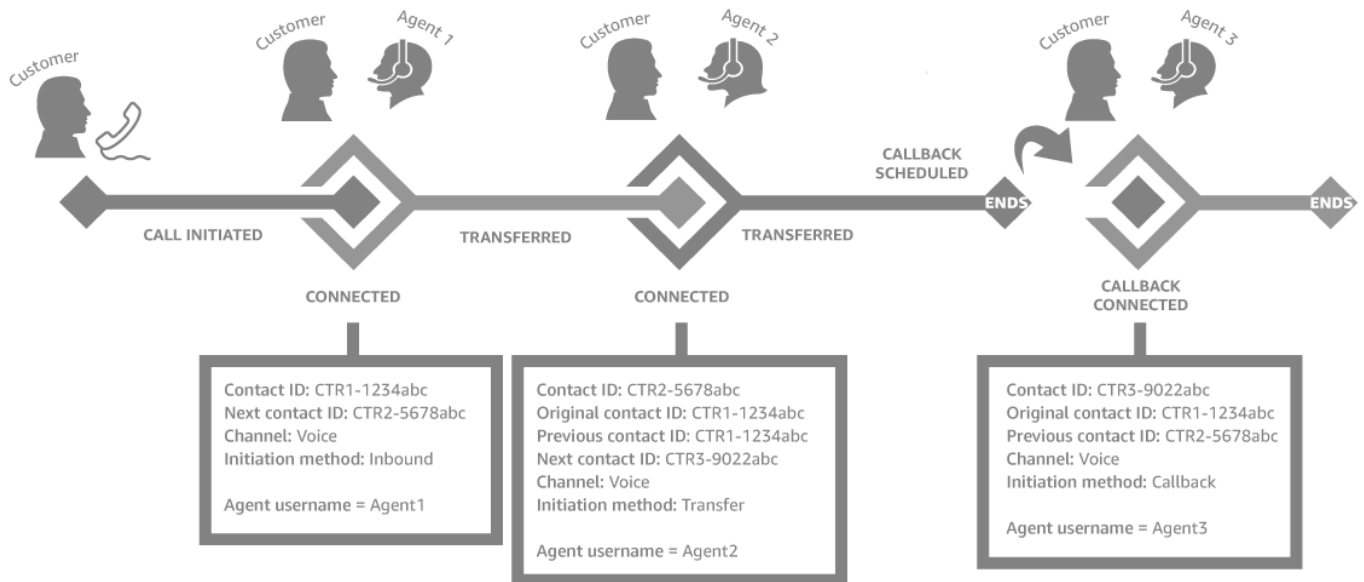 Customer
Customer
Agent 1
Customer
Agent 2
Customer
Agent 3
CALL INITIATED
TRANSFERRED
TRANSFERRED
CALLBACK
SCHEDULED
ENDS
ENDS
CONNECTED
CONNECTED
CALLBACK
CONNECTED
Contact ID: CTR1-1234abc
Next contact ID: CTR2-5678abc
Channel: Voice
Initiation method: Inbound
Agent username = Agent1
Contact ID: CTR2-5678abc
Original contact ID: CTR1-1234abc
Previous contact ID: CTR1-1234abc
Next contact ID: CTR3-9022abc
Channel: Voice
Initiation method: Transfer
Agent username = Agent2
Contact ID: CTR3-9022abc
Original contact ID: CTR1-1234abc
Previous contact ID: CTR2-5678abc
Channel: Voice
Initiation method: Callback
Agent username = Agent3